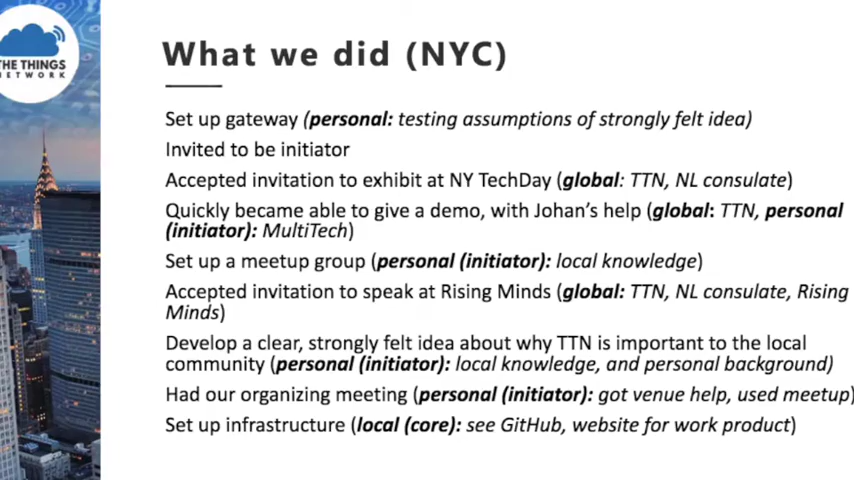 THE THINGS
NETWORK
What we did (NYC)
Set up gateway (personal: testing assumptions of strongly felt idea)
Invited to be initiator
Accepted invitation to exhibit at NY TechDay (global: TTN, NL consulate)
Quickly became able to give a demo, with Johan's help (global: TTN, personal
(initiator): MultiTech)
Set up a meetup group (personal (initiator): local knowledge)
Accepted invitation to speak at Rising Minds (global: TTN, NL consulate, Rising
Minds)
Develop a clear, strongly felt idea about why TTN is important to the local
community (personal (initiator): local knowledge, and personal background)
Had our organizing meeting (personal (initiator): got venue help, used meetup)
Set up infrastructure (local (core): see GitHub, website for work product)